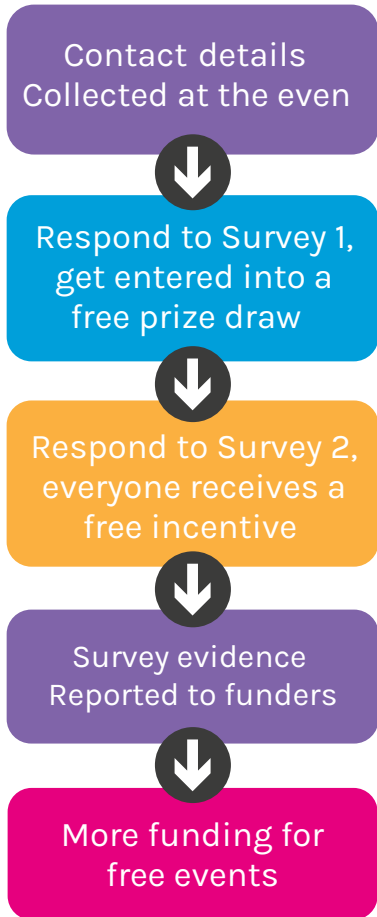 Contact details
Collected at the even
Respond to Survey 1,
get entered into a
free prize draw
Respond to Survey 2,
everyone receives a
free incentive
Survey evidence
Reported to funders
More funding for
free events